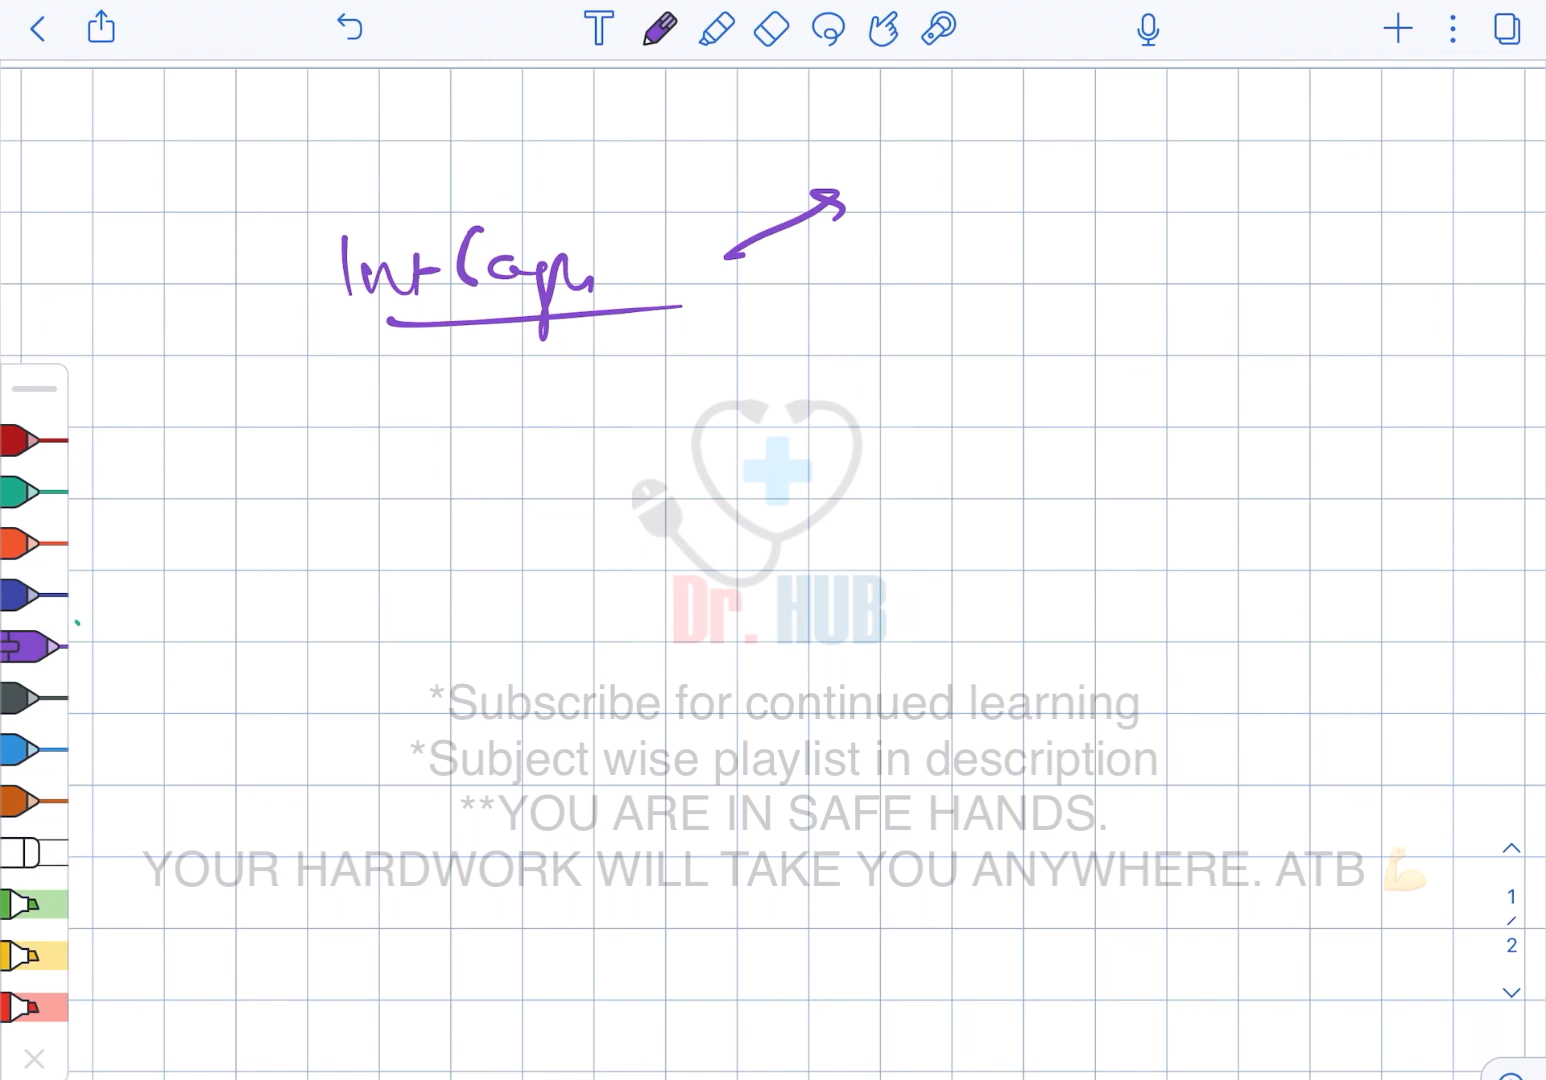 T
Int Caps
Dr. HUB
*Subscribe for continued learning
*Subject wise playlist in description
**YOU ARE IN SAFE HANDS.
YOUR HARDWORK WILL TAKE YOU ANYWHERE. ATB 💪
1
/
2